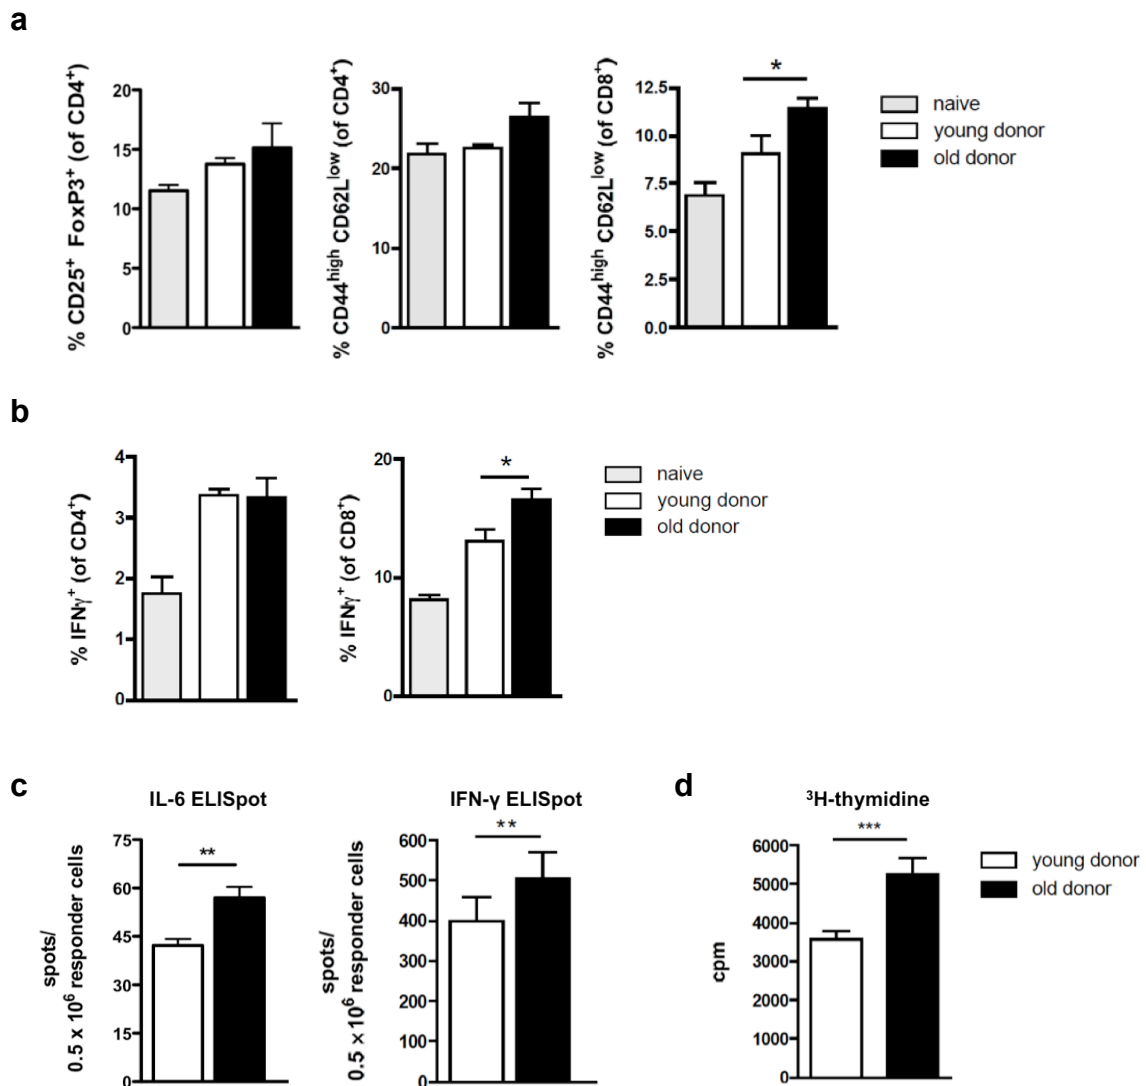 a
% CD25⁺ FoxP3⁺ (of CD4⁺)
20
15
10
5
0
% CD44ʰⁱᵍʰ CD62Lˡᵒʷ (of CD4⁺)
30
20
10
0
% CD44ʰⁱᵍʰ CD62Lˡᵒʷ (of CD8⁺)
12.5
10.0
7.5
5.0
2.5
0.0
*
naive
young donor
old donor
b
% IFNγ⁺ (of CD4⁺)
4
3
2
1
0
% IFNγ⁺ (of CD8⁺)
20
10
0
*
naive
young donor
old donor
c
IL-6 ELISpot
spots/
0.5 x 10⁶ responder cells
75
60
45
30
15
0
**
IFN-γ ELISpot
spots/
0.5 x 10⁶ responder cells
600
500
400
300
200
100
0
**
d
³H-thymidine
cpm
6000
5000
4000
3000
2000
1000
0
***
young donor
old donor